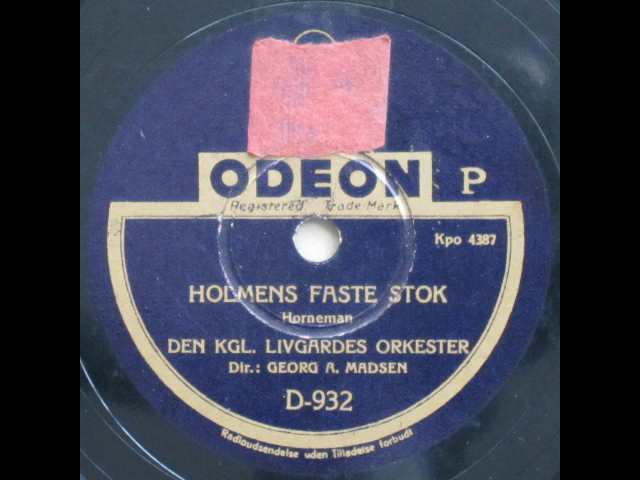 ODEON P
Registered Trade Mark
Kpo 4387
HOLMENS FASTE STOK
Horneman
DEN KGL. LIVGARDES ORKESTER
Dir.: GEORG A. MADSEN
D-932
Radioudsendelse uden Tilladelse forbudt